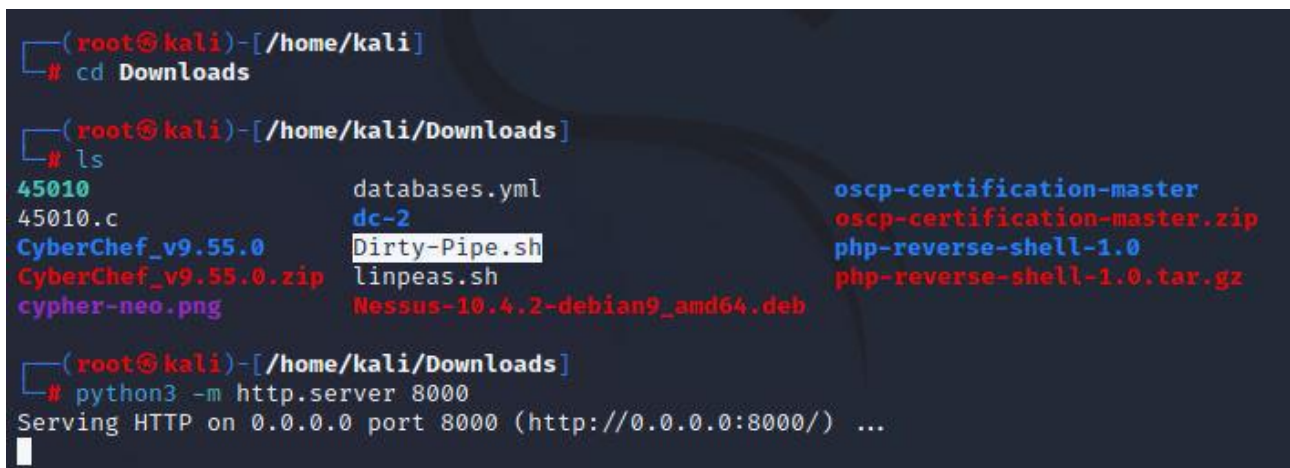 ┌──(root㉿kali)-[/home/kali]
└─# cd Downloads
┌──(root㉿kali)-[/home/kali/Downloads]
└─# ls
45010 databases.yml oscp-certification-master
45010.c dc-2 oscp-certification-master.zip
CyberChef_v9.55.0 Dirty-Pipe.sh php-reverse-shell-1.0
CyberChef_v9.55.0.zip linpeas.sh php-reverse-shell-1.0.tar.gz
cypher-neo.png Nessus-10.4.2-debian9_amd64.deb
┌──(root㉿kali)-[/home/kali/Downloads]
└─# python3 -m http.server 8000
Serving HTTP on 0.0.0.0 port 8000 (http://0.0.0.0:8000/) ...